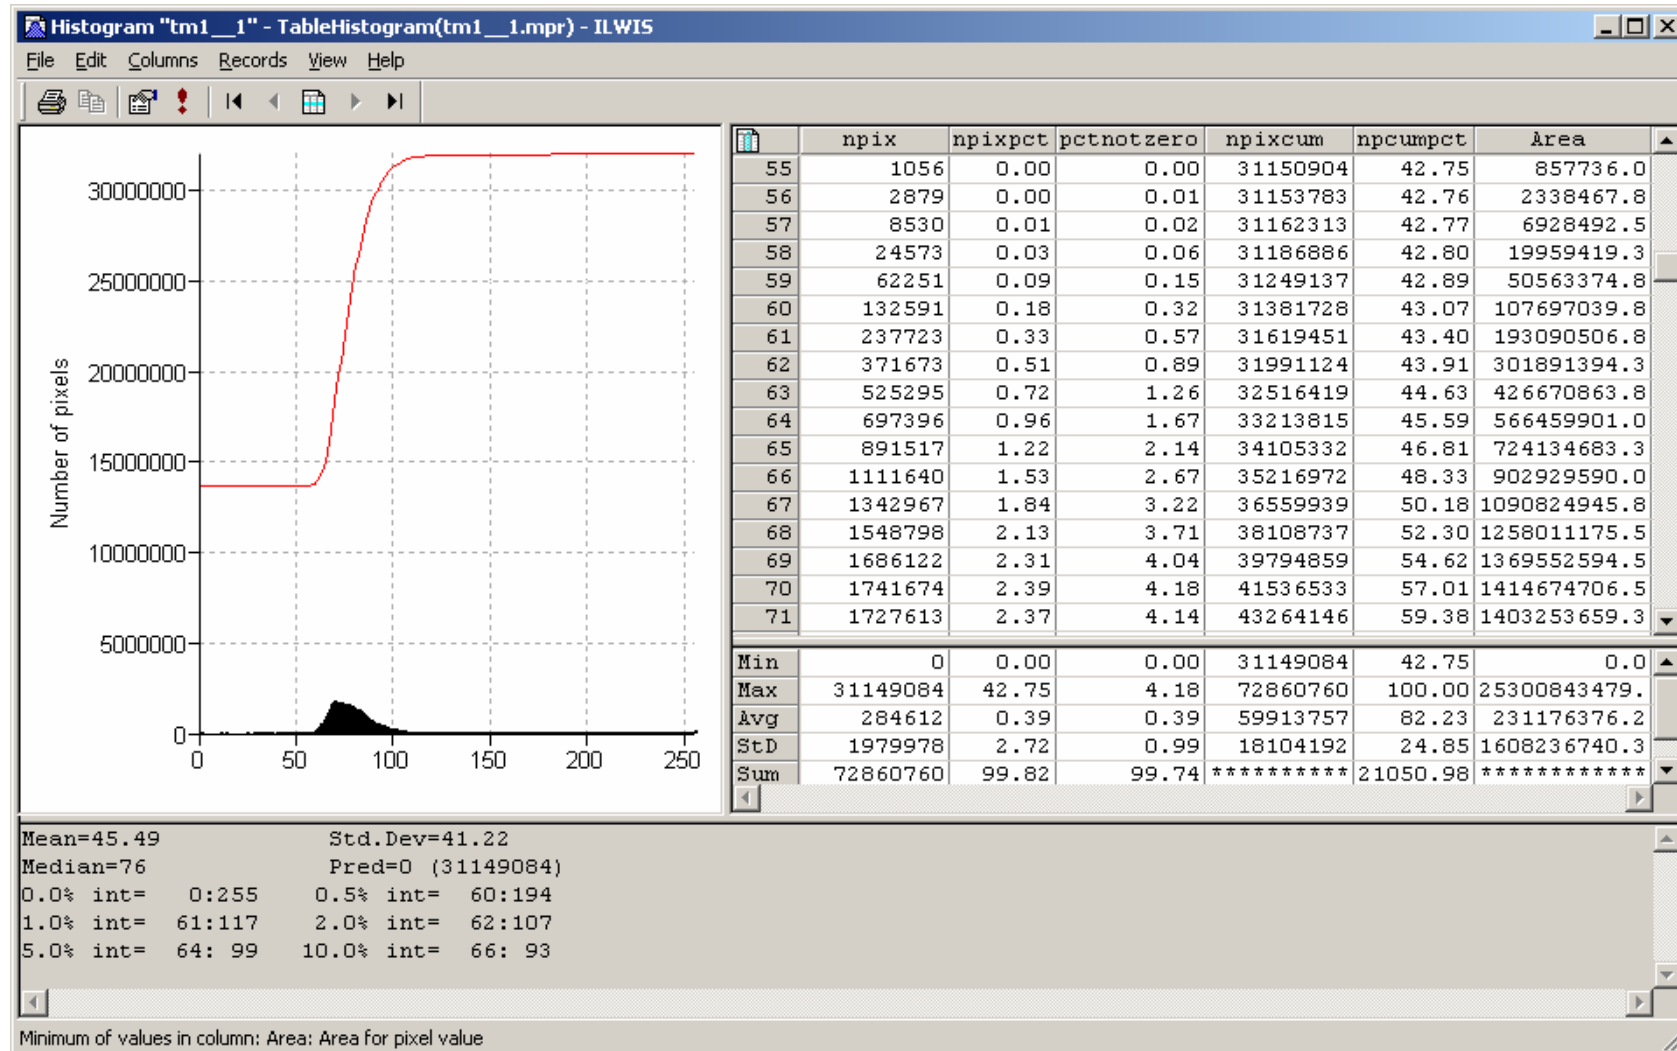 Histogram "tm1__1" - TableHistogram(tm1__1.mpr) - ILWIS
File Edit Columns Records View Help
Number of pixels
30000000
25000000
20000000
15000000
10000000
5000000
0
0 50 100 150 200 250
npix npixpct pctnotzero npixcum npcumpct Area
55 1056 0.00 0.00 31150904 42.75 857736.0
56 2879 0.00 0.01 31153783 42.76 2338467.8
57 8530 0.01 0.02 31162313 42.77 6928492.5
58 24573 0.03 0.06 31186886 42.80 19959419.3
59 62251 0.09 0.15 31249137 42.89 50563374.8
60 132591 0.18 0.32 31381728 43.07 107697039.8
61 237723 0.33 0.57 31619451 43.40 193090506.8
62 371673 0.51 0.89 31991124 43.91 301891394.3
63 525295 0.72 1.26 32516419 44.63 426670863.8
64 697396 0.96 1.67 33213815 45.59 566459901.0
65 891517 1.22 2.14 34105332 46.81 724134683.3
66 1111640 1.53 2.67 35216972 48.33 902929590.0
67 1342967 1.84 3.22 36559939 50.18 1090824945.8
68 1548798 2.13 3.71 38108737 52.30 1258011175.5
69 1686122 2.31 4.04 39794859 54.62 1369552594.5
70 1741674 2.39 4.18 41536533 57.01 1414674706.5
71 1727613 2.37 4.14 43264146 59.38 1403253659.3
Min 0 0.00 0.00 31149084 42.75 0.0
Max 31149084 42.75 4.18 72860760 100.00 25300843479.
Avg 284612 0.39 0.39 59913757 82.23 231176376.2
StD 1979978 2.72 0.99 18104192 24.85 1608236740.3
Sum 72860760 99.82 99.74 ********** 21050.98 ************
Mean=45.49 Std.Dev=41.22
Median=76 Pred=0 (31149084)
0.0% int= 0:255 0.5% int= 60:194
1.0% int= 61:117 2.0% int= 62:107
5.0% int= 64: 99 10.0% int= 66: 93
Minimum of values in column: Area: Area for pixel value